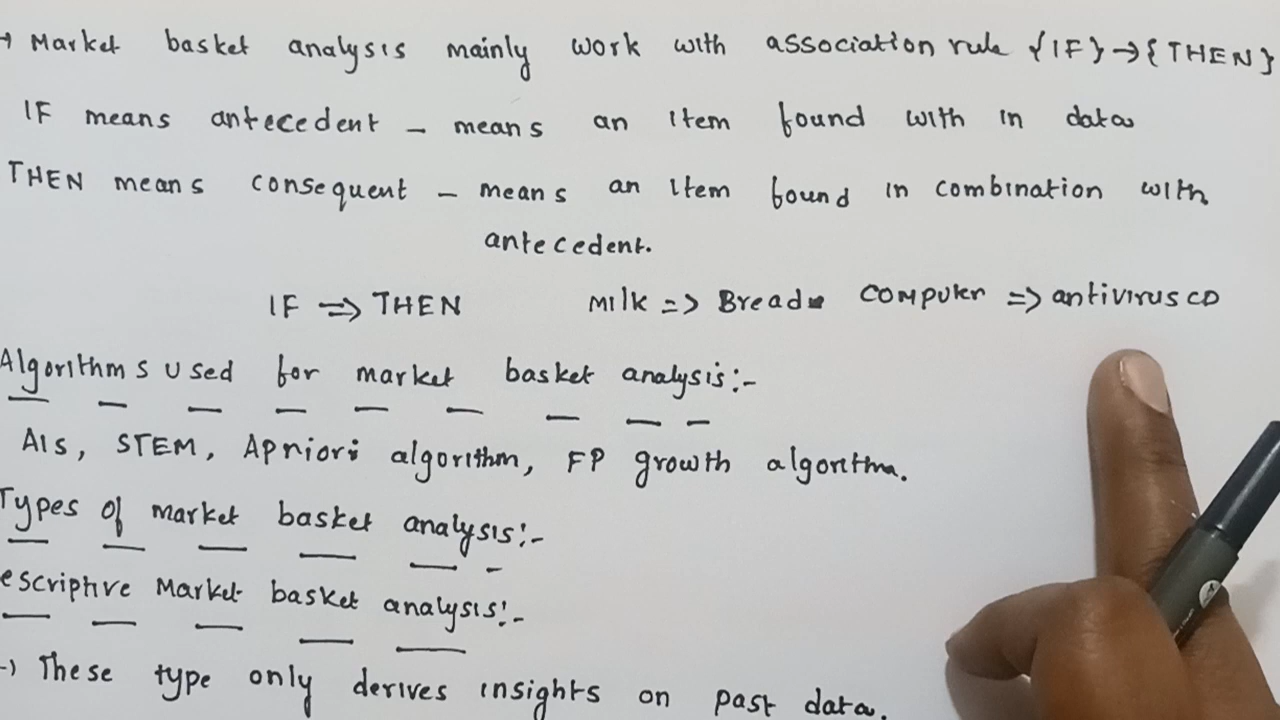 → Market basket analysis mainly work with association rule {IF} → {THEN}
IF means antecedent - means an item found with in data
THEN means consequent - means an item found in combination with
antecedent.
IF => THEN Milk => Bread computer => antivirus CD
Algorithms used for market basket analysis:-
AIS, STEM, Apriori algorithm, FP growth algorithm.
Types of market basket analysis:-
escriptive Market basket analysis:-
→ These type only derives insights on past data.